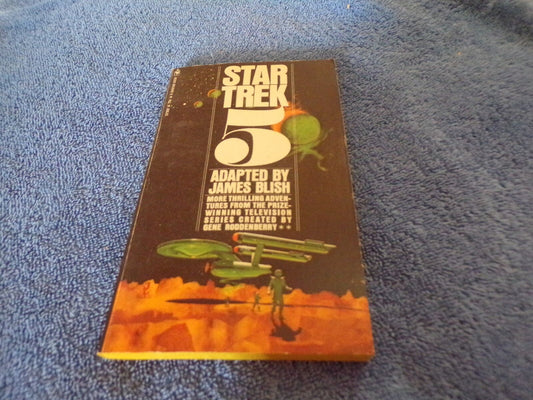 STAR
TREK
5
ADAPTED BY
JAMES BLISH
MORE THRILLING ADVEN-
TURES FROM THE PRIZE-
WINNING TELEVISION
SERIES CREATED BY
GENE RODDENBERRY★★